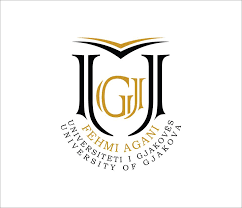 UGJ
FEHMI AGANI
UNIVERSITETI I GJAKOVËS
UNIVERSITY OF GJAKOVA